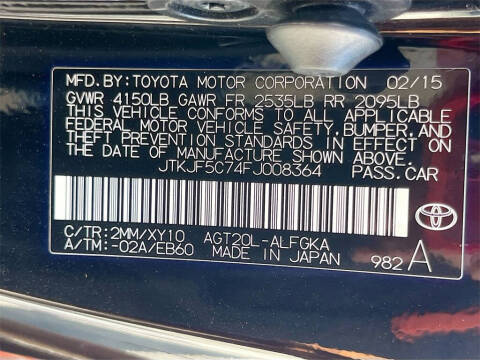 MFD. BY: TOYOTA MOTOR CORPORATION 02/15
GVWR 4150LB GAWR FR 2535LB RR 2095LB
THIS VEHICLE CONFORMS TO ALL APPLICABLE
FEDERAL MOTOR VEHICLE SAFETY, BUMPER, AND
THEFT PREVENTION STANDARDS IN EFFECT ON
THE DATE OF MANUFACTURE SHOWN ABOVE.
JTKJF5C74FJ008364 PASS.CAR
C/TR:2MM/XY10 AGT20L-ALFGKA
A/TM:-02A/EB60 MADE IN JAPAN
982 A
TOYOTA